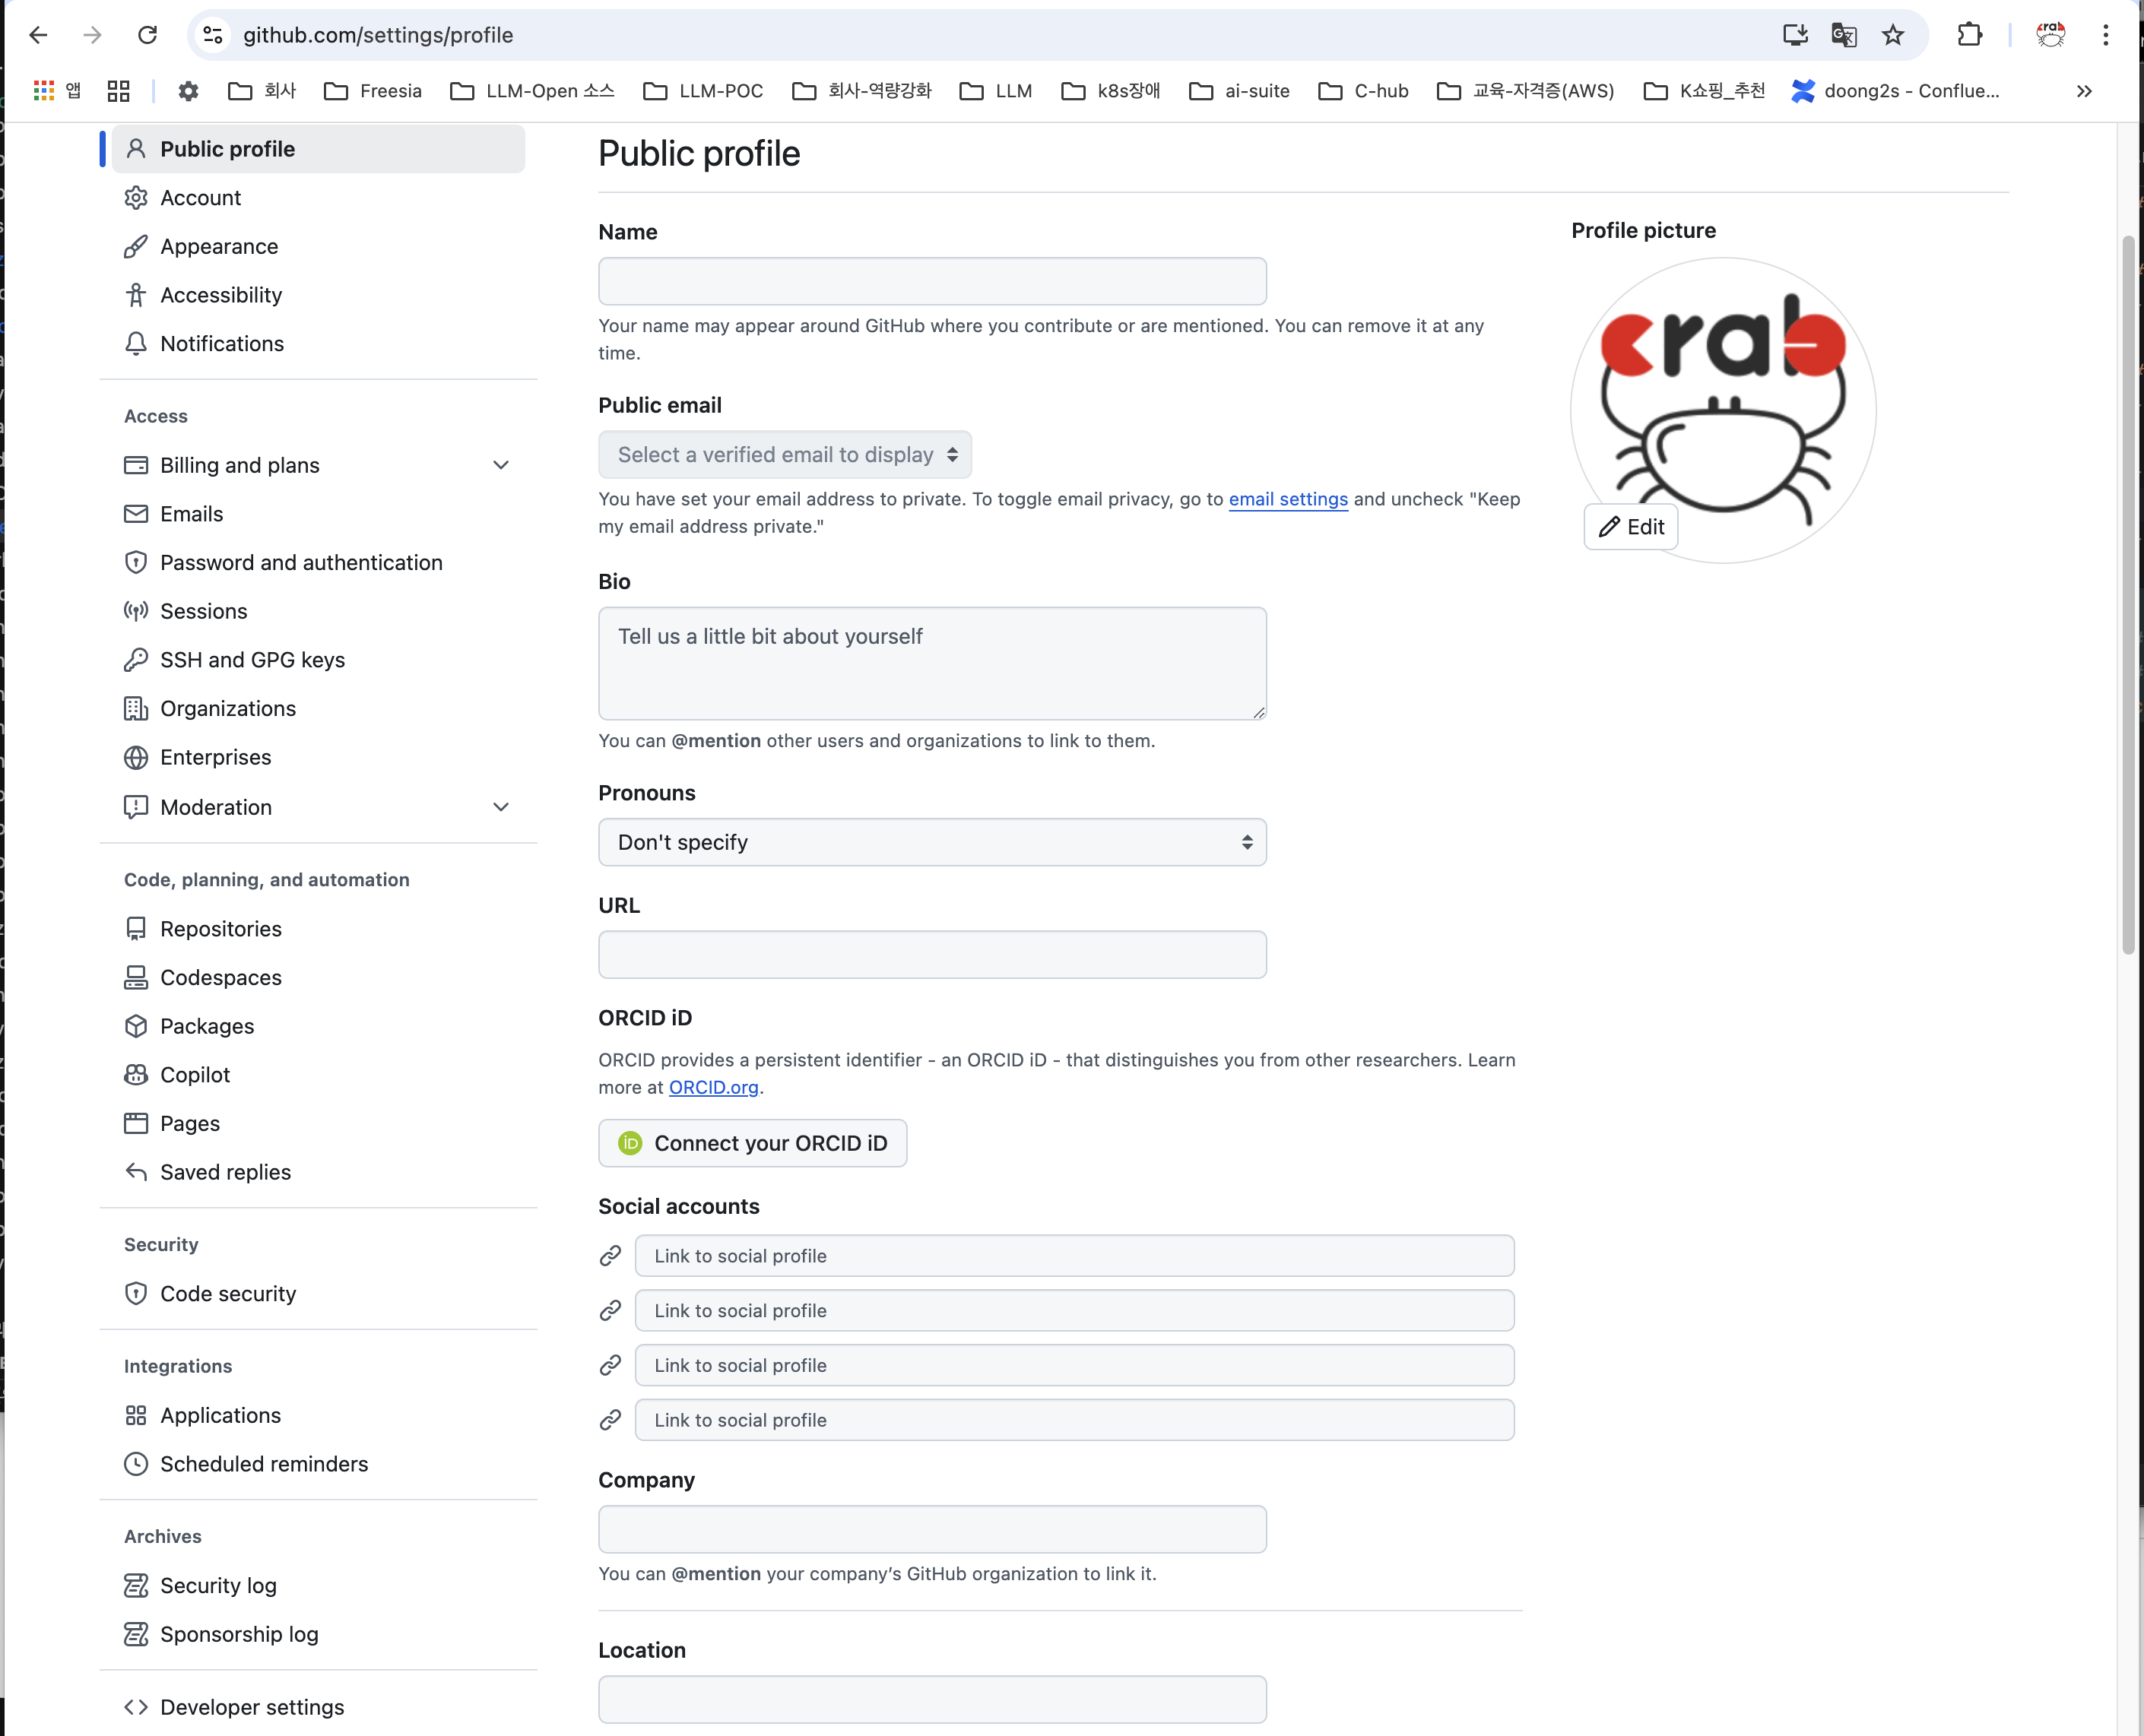 github.com/settings/profile
앱
회사
Freesia
LLM-Open 소스
LLM-POC
회사-역량강화
LLM
k8s장애
ai-suite
C-hub
교육-자격증(AWS)
K쇼핑_추천
doong2s - Conflue...
Public profile
Account
Appearance
Accessibility
Notifications
Access
Billing and plans
Emails
Password and authentication
Sessions
SSH and GPG keys
Organizations
Enterprises
Moderation
Code, planning, and automation
Repositories
Codespaces
Packages
Copilot
Pages
Saved replies
Security
Code security
Integrations
Applications
Scheduled reminders
Archives
Security log
Sponsorship log
Developer settings
Public profile
Name
Your name may appear around GitHub where you contribute or are mentioned. You can remove it at any
time.
Public email
Select a verified email to display
You have set your email address to private. To toggle email privacy, go to email settings and uncheck "Keep
my email address private."
Bio
Tell us a little bit about yourself
You can @mention other users and organizations to link to them.
Pronouns
Don't specify
URL
ORCID iD
ORCID provides a persistent identifier - an ORCID iD - that distinguishes you from other researchers. Learn
more at ORCID.org.
iD Connect your ORCID iD
Social accounts
Link to social profile
Link to social profile
Link to social profile
Link to social profile
Company
You can @mention your company’s GitHub organization to link it.
Location
Profile picture
crab
Edit